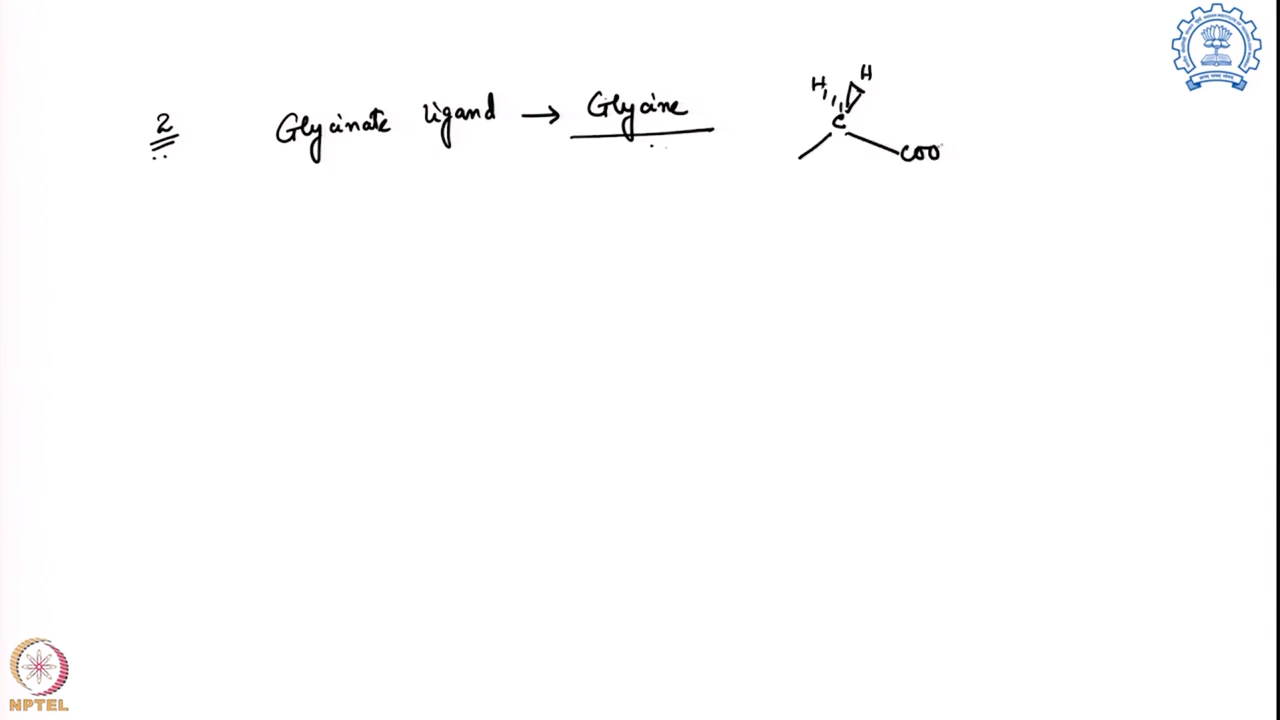 2 Glycinate ligand → Glycine
H H
C
COO
NPTEL